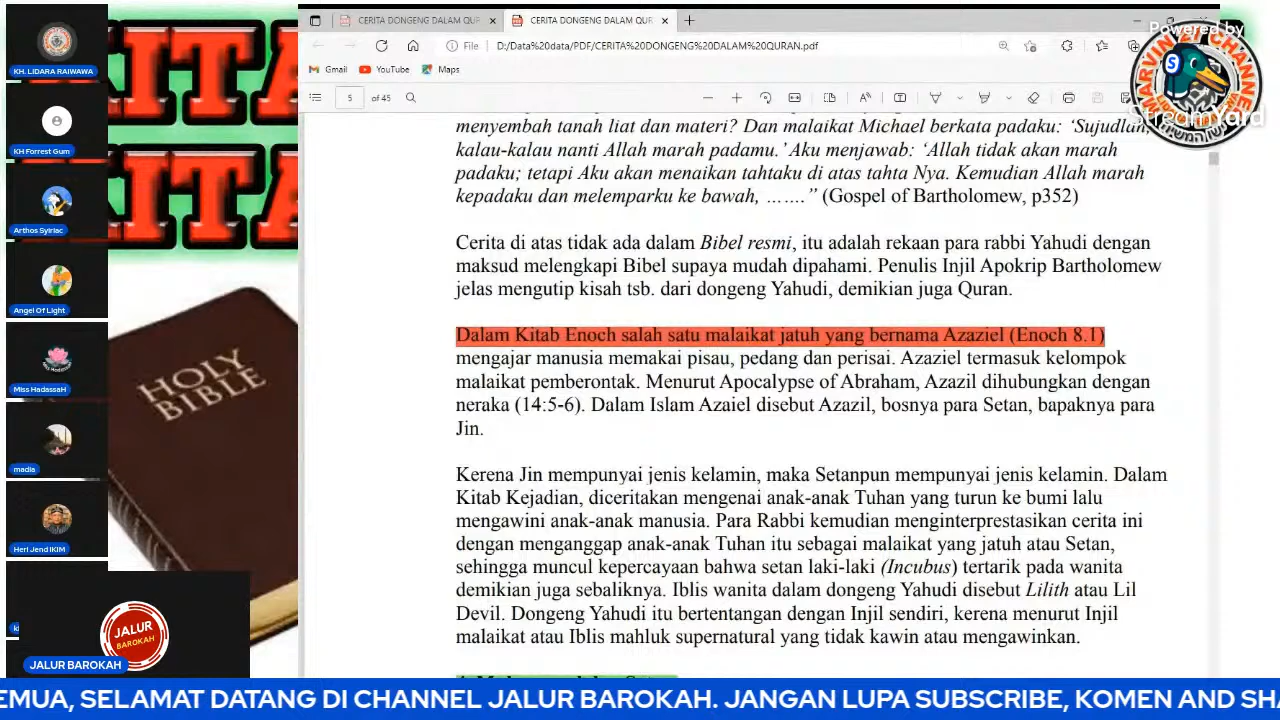 KH. LIDARA RAIWAWA
KH Forrest Gum
Arthos Syiriac
Angel Of Light
Miss HadassaH
madia
Heri Jend IKIM
JALUR
BAROKAH
JALUR BAROKAH
HOLY
BIBLE
CERITA DONGENG DALAM QUR
CERITA DONGENG DALAM QUR
File
D:/Data%20data/PDF/CERITA%20DONGENG%20DALAM%20QURAN.pdf
Gmail
YouTube
Maps
5 of 45
Powered by
StreamYard
MARVIN AI CHANNEL
menyembah tanah liat dan materi? Dan malaikat Michael berkata padaku: ‘Sujudlah,
kalau-kalau nanti Allah marah padamu.’ Aku menjawab: ‘Allah tidak akan marah
padaku; tetapi Aku akan menaikan tahtaku di atas tahta Nya. Kemudian Allah marah
kepadaku dan melemparku ke bawah, …….” (Gospel of Bartholomew, p352)
Cerita di atas tidak ada dalam Bibel resmi, itu adalah rekaan para rabbi Yahudi dengan
maksud melengkapi Bibel supaya mudah dipahami. Penulis Injil Apokrip Bartholomew
jelas mengutip kisah tsb. dari dongeng Yahudi, demikian juga Quran.
Dalam Kitab Enoch salah satu malaikat jatuh yang bernama Azaziel (Enoch 8.1)
mengajar manusia memakai pisau, pedang dan perisai. Azaziel termasuk kelompok
malaikat pemberontak. Menurut Apocalypse of Abraham, Azazil dihubungkan dengan
neraka (14:5-6). Dalam Islam Azaiel disebut Azazil, bosnya para Setan, bapaknya para
Jin.
Kerena Jin mempunyai jenis kelamin, maka Setanpun mempunyai jenis kelamin. Dalam
Kitab Kejadian, diceritakan mengenai anak-anak Tuhan yang turun ke bumi lalu
mengawini anak-anak manusia. Para Rabbi kemudian menginterprestasikan cerita ini
dengan menganggap anak-anak Tuhan itu sebagai malaikat yang jatuh atau Setan,
sehingga muncul kepercayaan bahwa setan laki-laki (Incubus) tertarik pada wanita
demikian juga sebaliknya. Iblis wanita dalam dongeng Yahudi disebut Lilith atau Lil
Devil. Dongeng Yahudi itu bertentangan dengan Injil sendiri, kerena menurut Injil
malaikat atau Iblis mahluk supernatural yang tidak kawin atau mengawinkan.
EMUA, SELAMAT DATANG DI CHANNEL JALUR BAROKAH. JANGAN LUPA SUBSCRIBE, KOMEN AND SHA